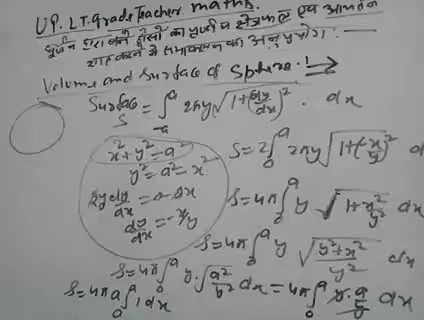 UP. L.T. Grade Teacher maths.
घूर्णन द्वारा बने ठोसों का पृष्ठीय क्षेत्रफल एवं आयतन
ज्ञात करने में समाकलन का अनुप्रयोग :—
Volume and Surface of Sphere :! ⇒
Surface S = ∫_{-a}^{a} 2πy √(1+(dy/dx)²) . dx
x² + y² = a²
y² = a² - x²
2y dy/dx = 0 - 2x
dy/dx = -x/y
S = 2∫_0^a 2πy √(1+(-x/y)²) d
S = 4π ∫_0^a y √(1+x²/y²) dx
S = 4π ∫_0^a y √((y²+x²)/y²) dx
S = 4π ∫_0^a y . √(a²/y²) dx = 4π ∫_0^a y . a/y dx
S = 4π a ∫_0^a 1 dx